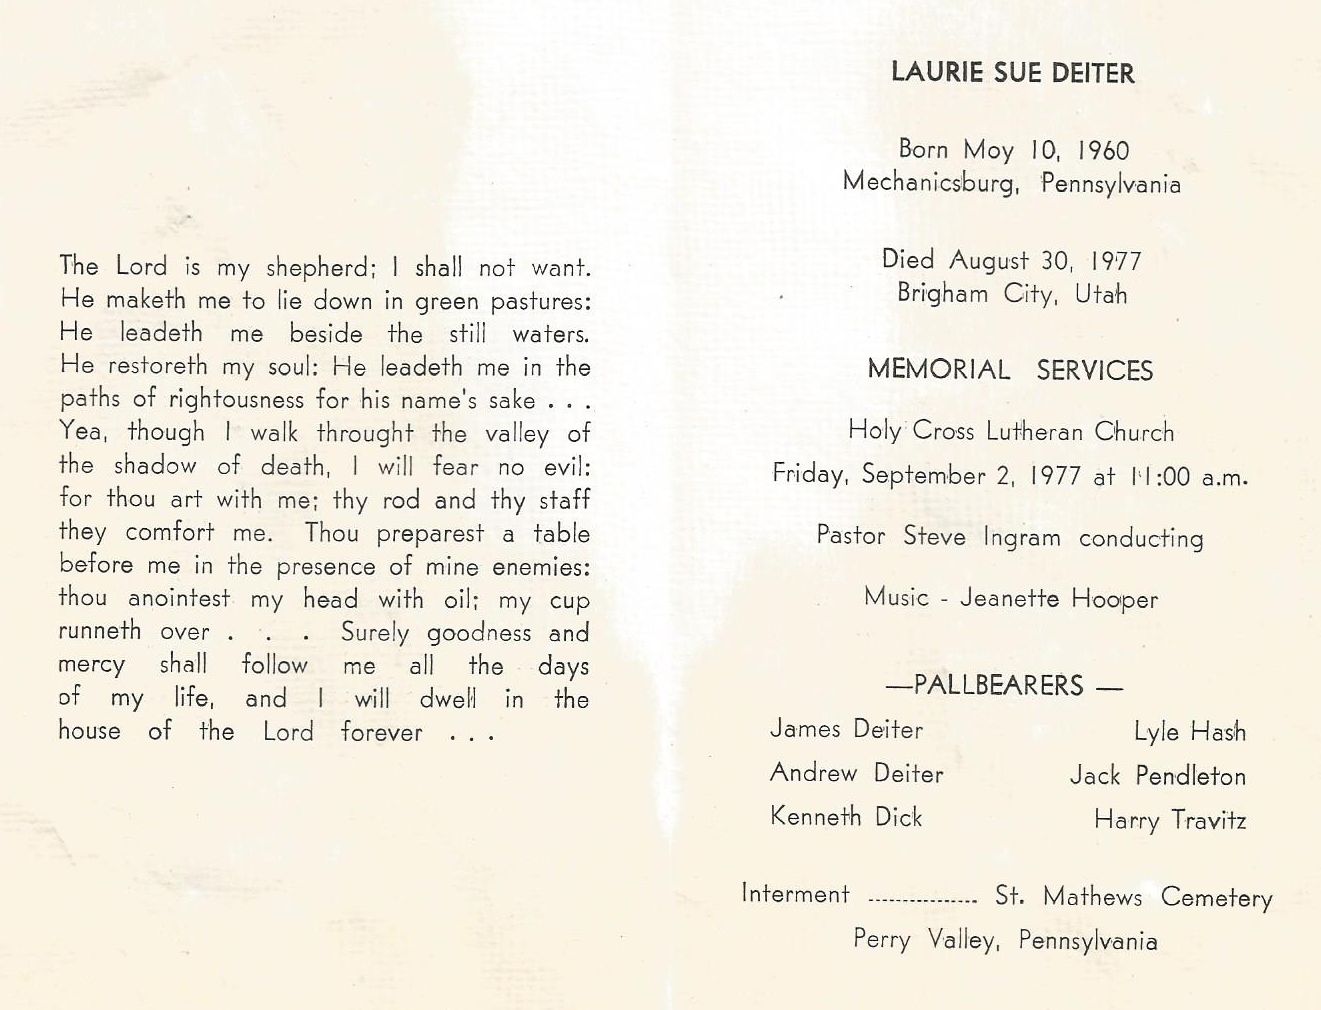 The Lord is my shepherd; I shall not want.
He maketh me to lie down in green pastures:
He leadeth me beside the still waters.
He restoreth my soul: He leadeth me in the
paths of rightousness for his name's sake . . .
Yea, though I walk throught the valley of
the shadow of death, I will fear no evil:
for thou art with me; thy rod and thy staff
they comfort me. Thou preparest a table
before me in the presence of mine enemies:
thou anointest my head with oil; my cup
runneth over . . . Surely goodness and
mercy shall follow me all the days
of my life, and I will dwell in the
house of the Lord forever . . .
LAURIE SUE DEITER
Born Moy 10, 1960
Mechanicsburg, Pennsylvania
Died August 30, 1977
Brigham City, Utah
MEMORIAL SERVICES
Holy Cross Lutheran Church
Friday, September 2, 1977 at 11:00 a.m.
Pastor Steve Ingram conducting
Music - Jeanette Hooper
—PALLBEARERS —
James Deiter Lyle Hash
Andrew Deiter Jack Pendleton
Kenneth Dick Harry Travitz
Interment ................ St. Mathews Cemetery
Perry Valley, Pennsylvania